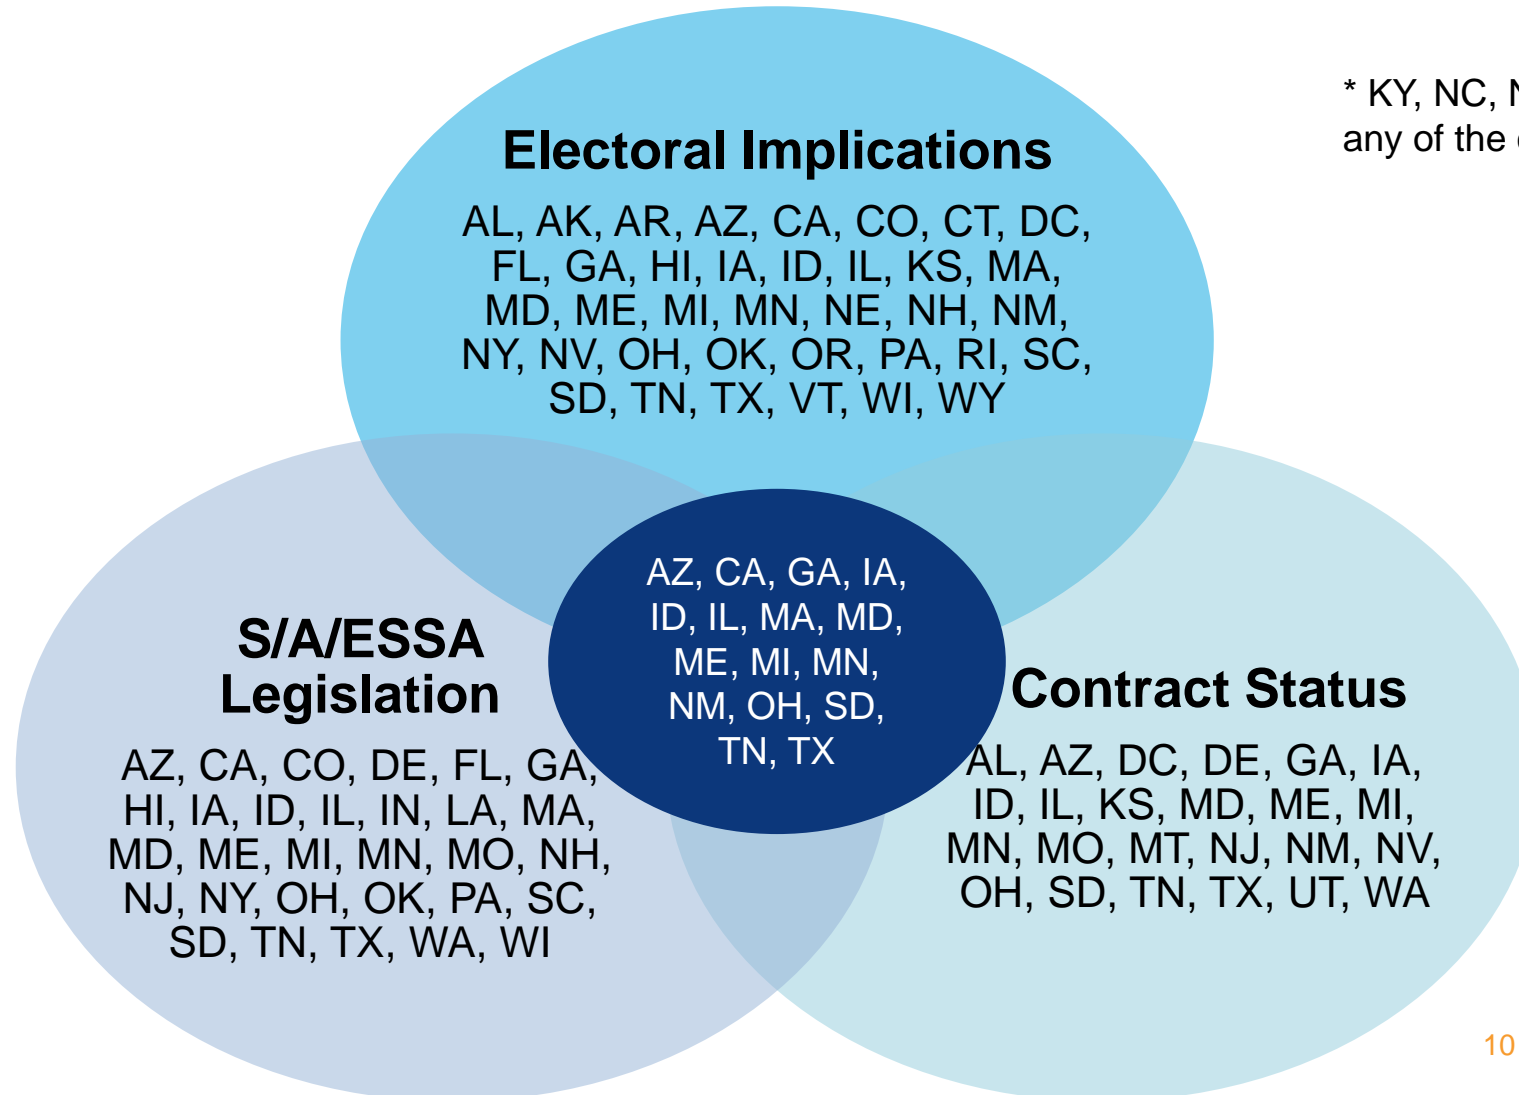 * KY, NC, 
any of the
Electoral Implications
AL, AK, AR, AZ, CA, CO, CT, DC,
FL, GA, HI, IA, ID, IL, KS, MA,
MD, ME, MI, MN, NE, NH, NM,
NY, NV, OH, OK, OR, PA, RI, SC,
SD, TN, TX, VT, WI, WY
AZ, CA, GA, IA,
ID, IL, MA, MD,
ME, MI, MN,
NM, OH, SD,
TN, TX
S/A/ESSA
Legislation
AZ, CA, CO, DE, FL, GA,
HI, IA, ID, IL, IN, LA, MA,
MD, ME, MI, MN, MO, NH,
NJ, NY, OH, OK, PA, SC,
SD, TN, TX, WA, WI
Contract Status
AL, AZ, DC, DE, GA, IA,
ID, IL, KS, MD, ME, MI,
MN, MO, MT, NJ, NM, NV,
OH, SD, TN, TX, UT, WA
10